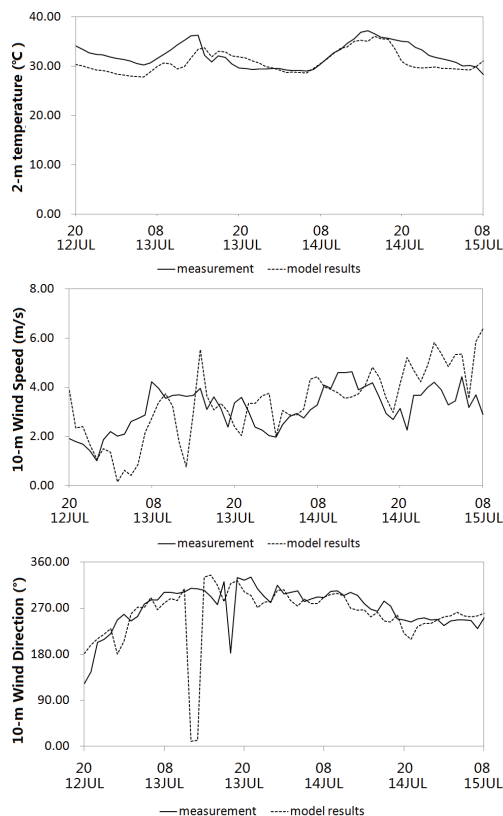 2-m temperature (℃)
40.00
30.00
20.00
10.00
0.00
20 08 20 08 20 08
12JUL 13JUL 13JUL 14JUL 14JUL 15JUL
measurement model results
10-m Wind Speed (m/s)
8.00
6.00
4.00
2.00
0.00
20 08 20 08 20 08
12JUL 13JUL 13JUL 14JUL 14JUL 15JUL
measurement model results
10-m Wind Direction (°)
360.00
270.00
180.00
90.00
0.00
20 08 20 08 20 08
12JUL 13JUL 13JUL 14JUL 14JUL 15JUL
measurement model results